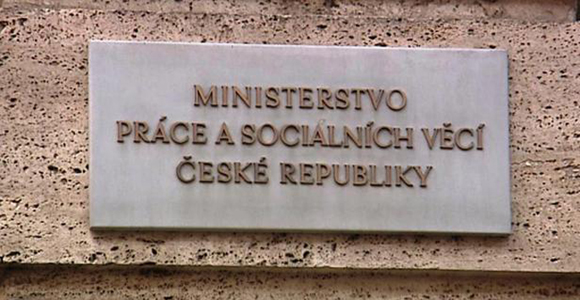 MINISTERSTVO
PRÁCE A SOCIÁLNÍCH VĚCÍ
ČESKÉ REPUBLIKY